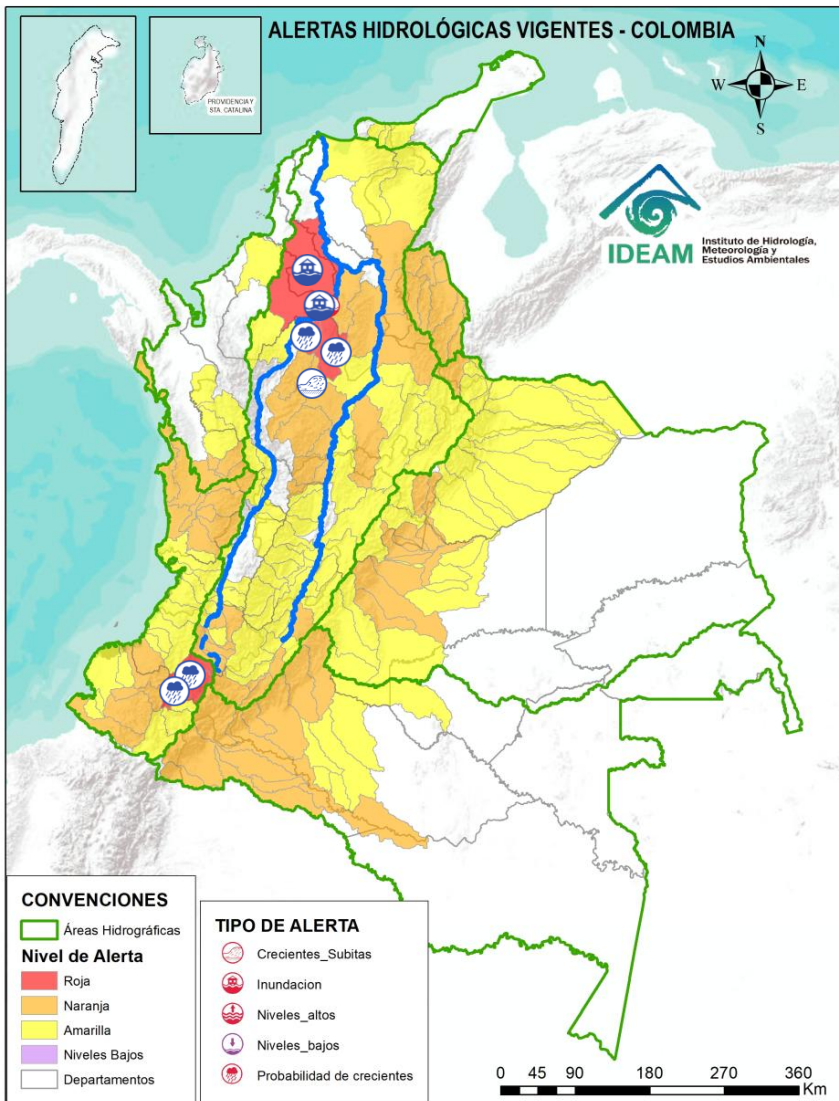 ALERTAS HIDROLÓGICAS VIGENTES - COLOMBIA
PROVIDENCIA Y
STA. CATALINA
N
W
E
S
IDEAM
Instituto de Hidrología,
Meteorología y
Estudios Ambientales
CONVENCIONES
Áreas Hidrográficas
Nivel de Alerta
Roja
Naranja
Amarilla
Niveles Bajos
Departamentos
TIPO DE ALERTA
Crecientes_Subitas
Inundacion
Niveles_altos
Niveles_bajos
Probabilidad de crecientes
0 45 90 180 270 360
Km